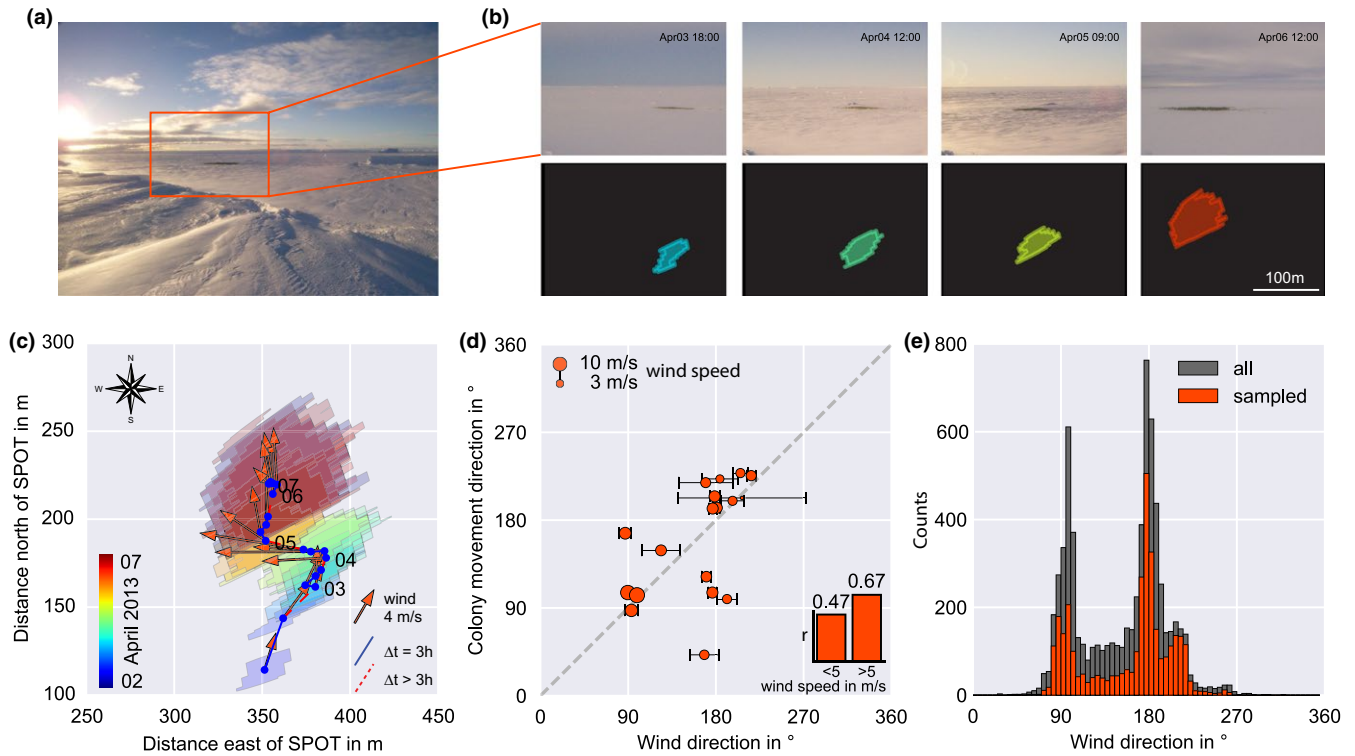 (a)
(b)
Apr03 18:00
Apr04 12:00
Apr05 09:00
Apr06 12:00
100m
(c)
300
250
200
150
100
50
250
300
350
400
450
Distance north of SPOT in m
Distance east of SPOT in m
N
W
E
S
07
06
05
04
03
07
April 2013
02
wind
4 m/s
Δt = 3h
Δt > 3h
(d)
360
270
180
90
0
0
90
180
270
360
Colony movement direction in °
Wind direction in °
10 m/s
3 m/s
wind speed
0.67
0.47
r
<5
>5
wind speed in m/s
(e)
800
600
400
200
0
0
90
180
270
360
Counts
Wind direction in °
all
sampled